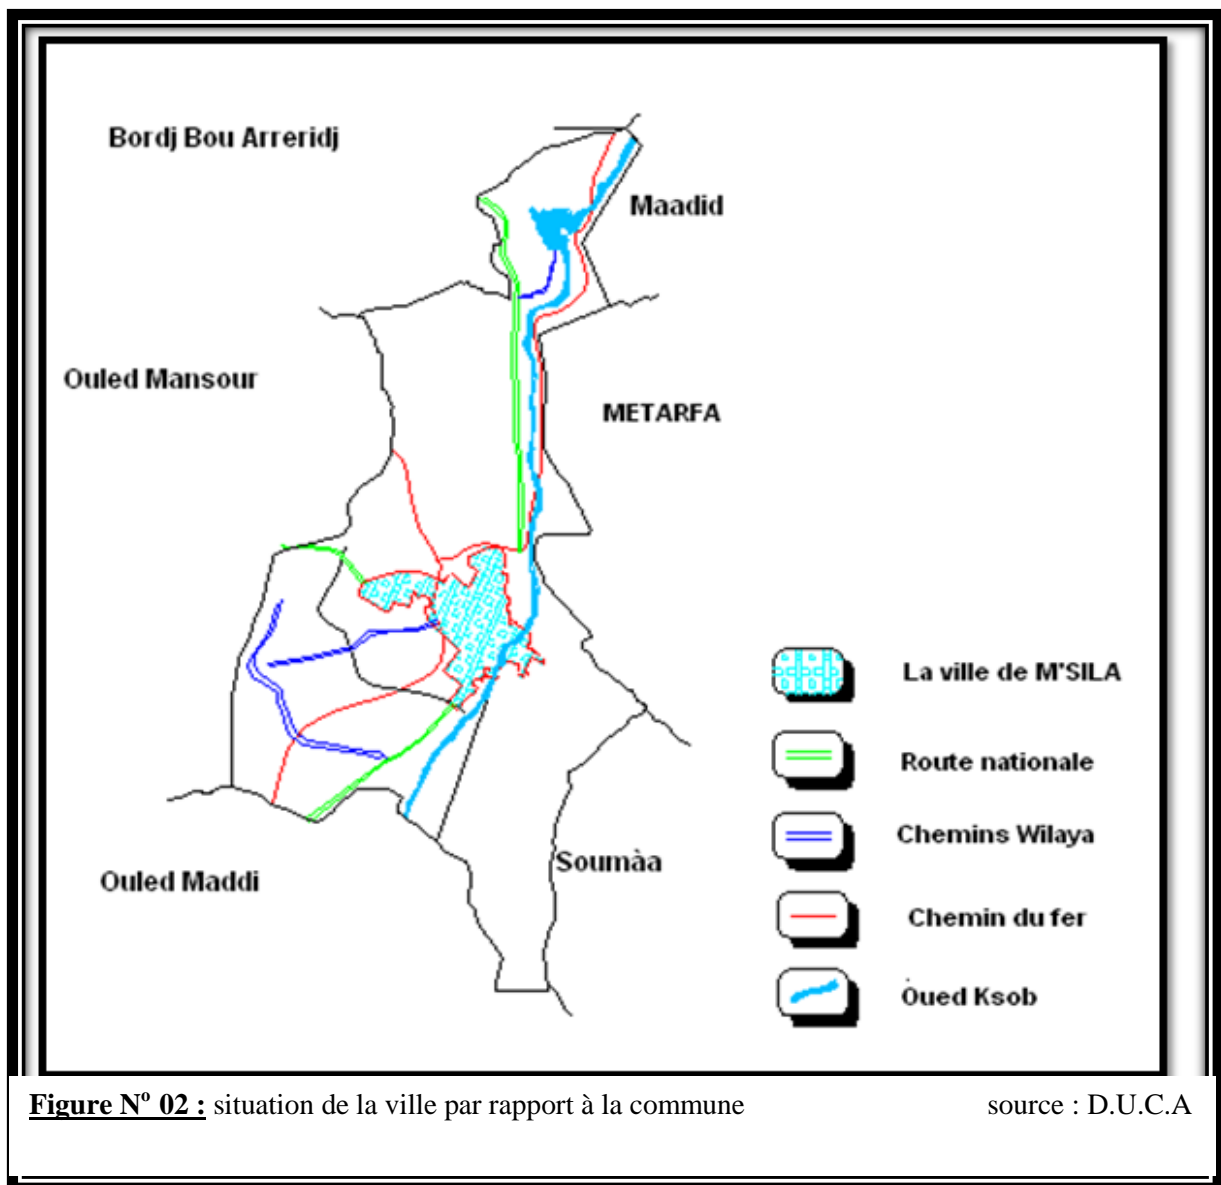 Bordj Bou Arreridj
Maadid
Ouled Mansour
METARFA
La ville de M'SILA
Route nationale
Chemins Wilaya
Soumàa
Ouled Maddi
Chemin du fer
Oued Ksob
Figure Nº 02 : situation de la ville par rapport à la commune source : D.U.C.A